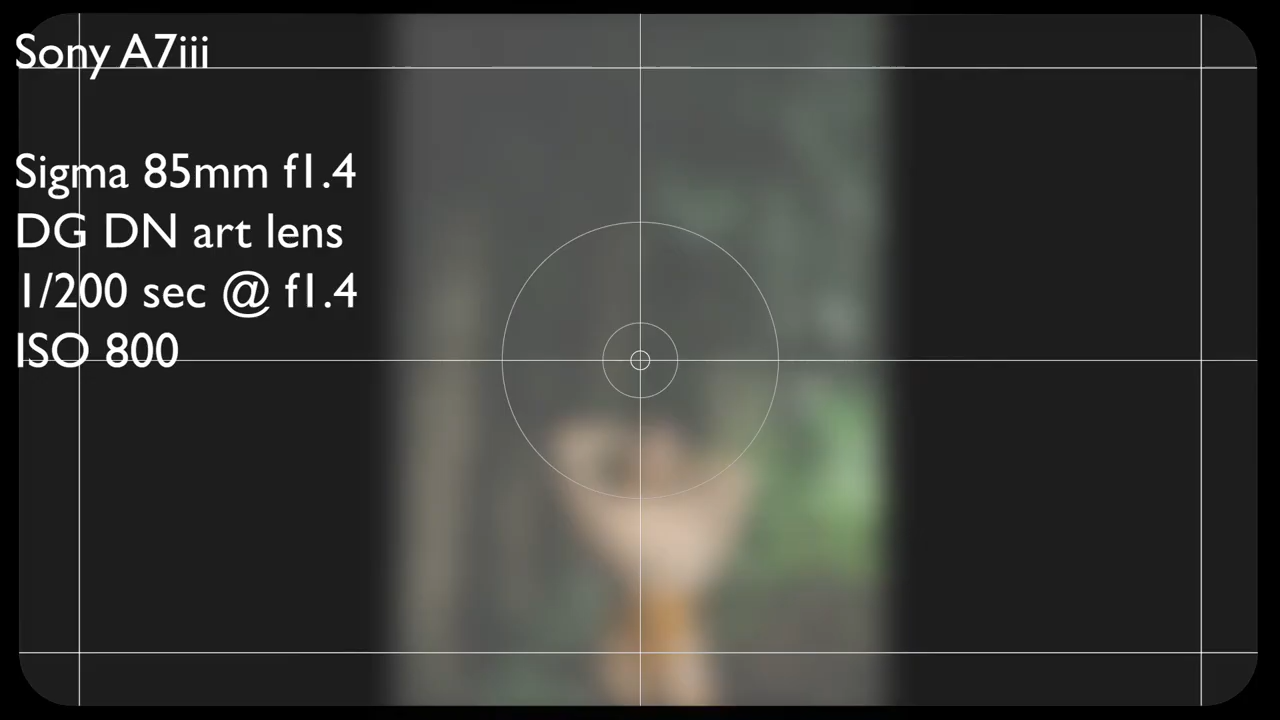 Sony A7iii
Sigma 85mm f1.4
DG DN art lens
1/200 sec @ f1.4
ISO 800